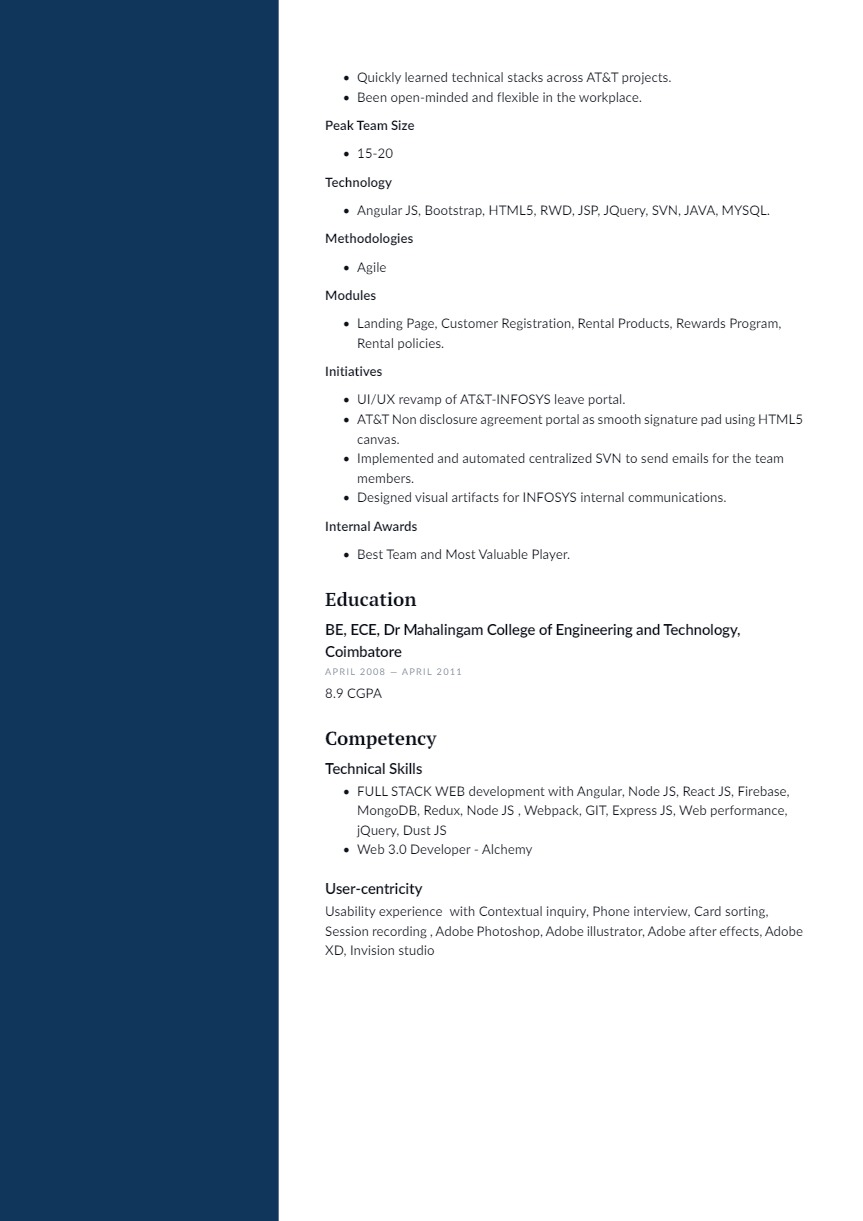 • Quickly learned technical stacks across AT&T projects.
• Been open-minded and flexible in the workplace.
Peak Team Size
• 15-20
Technology
• Angular JS, Bootstrap, HTML5, RWD, JSP, JQuery, SVN, JAVA, MYSQL.
Methodologies
• Agile
Modules
• Landing Page, Customer Registration, Rental Products, Rewards Program,
Rental policies.
Initiatives
• UI/UX revamp of AT&T-INFOSYS leave portal.
• AT&T Non disclosure agreement portal as smooth signature pad using HTML5
canvas.
• Implemented and automated centralized SVN to send emails for the team
members.
• Designed visual artifacts for INFOSYS internal communications.
Internal Awards
• Best Team and Most Valuable Player.
Education
BE, ECE, Dr Mahalingam College of Engineering and Technology,
Coimbatore
APRIL 2008 — APRIL 2011
8.9 CGPA
Competency
Technical Skills
• FULL STACK WEB development with Angular, Node JS, React JS, Firebase,
MongoDB, Redux, Node JS , Webpack, GIT, Express JS, Web performance,
jQuery, Dust JS
• Web 3.0 Developer - Alchemy
User-centricity
Usability experience  with Contextual inquiry, Phone interview, Card sorting,
Session recording , Adobe Photoshop, Adobe illustrator, Adobe after effects, Adobe
XD, Invision studio